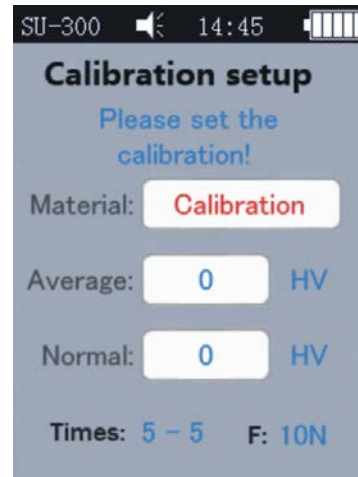 SU-300 14:45
Calibration setup
Please set the
calibration!
Material: Calibration
Average: 0 HV
Normal: 0 HV
Times: 5 - 5 F: 10N